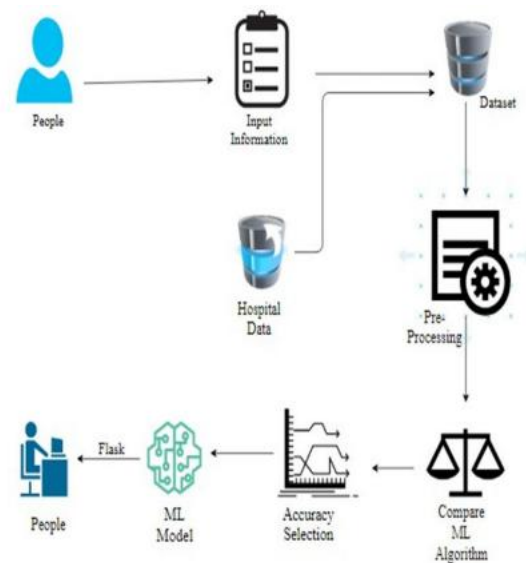 People
Input
Information
Dataset
Hospital
Data
Pre-
Processing
Compare
ML
Algorithm
Accuracy
Selection
ML
Model
Flask
People